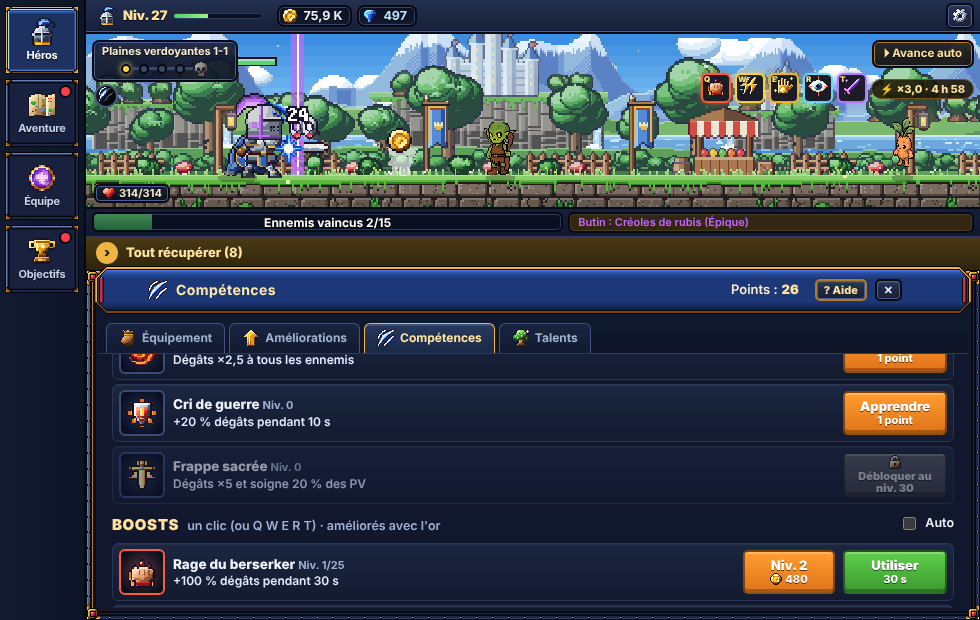 Niv. 27
75,9 K
497
Héros
Aventure
Équipe
Objectifs
Plaines verdoyantes 1-1
Avance auto
Q W E R T
×3,0 · 4 h 58
24
314/314
Ennemis vaincus 2/15
Butin : Créoles de rubis (Épique)
Tout récupérer (8)
Compétences
Points : 26
? Aide
×
Équipement
Améliorations
Compétences
Talents
Dégâts ×2,5 à tous les ennemis
1 point
Cri de guerre Niv. 0
+20 % dégâts pendant 10 s
Apprendre
1 point
Frappe sacrée Niv. 0
Dégâts ×5 et soigne 20 % des PV
Débloquer au
niv. 30
BOOSTS un clic (ou Q W E R T) · améliorés avec l'or
Auto
Rage du berserker Niv. 1/25
+100 % dégâts pendant 30 s
Niv. 2
480
Utiliser
30 s